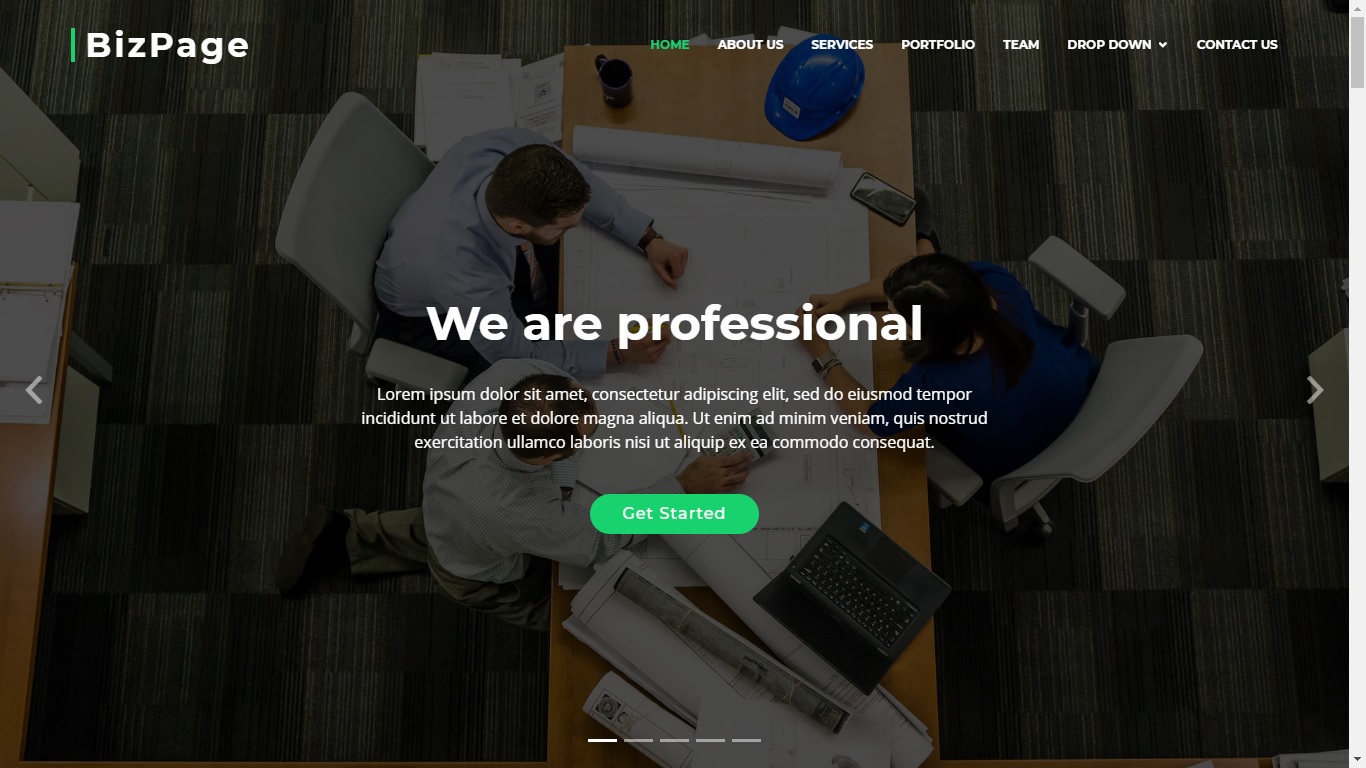 BizPage
HOME ABOUT US SERVICES PORTFOLIO TEAM DROP DOWN CONTACT US
We are professional
Lorem ipsum dolor sit amet, consectetur adipiscing elit, sed do eiusmod tempor
incididunt ut labore et dolore magna aliqua. Ut enim ad minim veniam, quis nostrud
exercitation ullamco laboris nisi ut aliquip ex ea commodo consequat.
Get Started